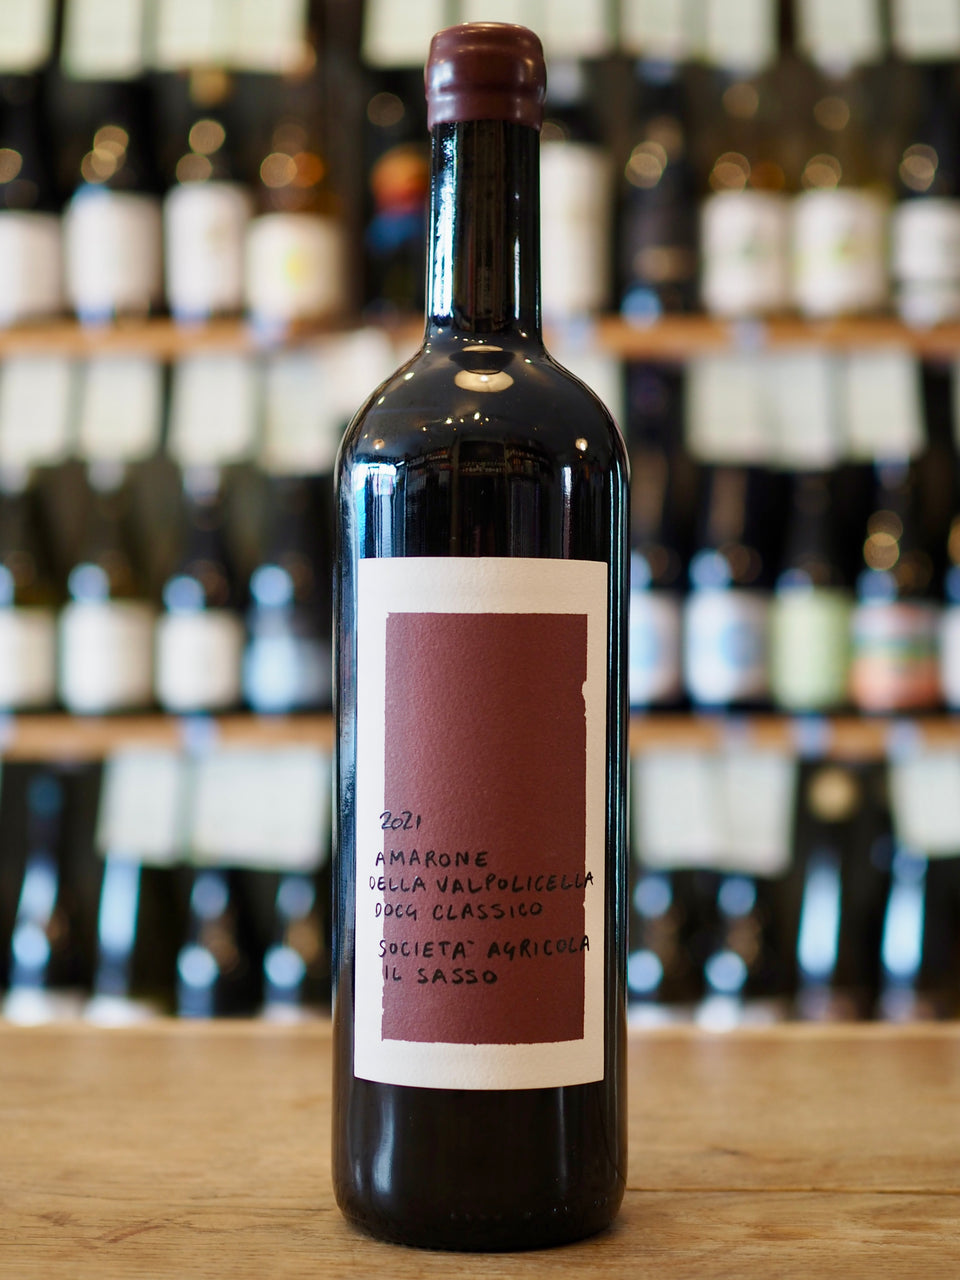 2021
AMARONE
DELLA VALPOLICELLA
DOCG CLASSICO
SOCIETA` AGRICOLA
IL SASSO